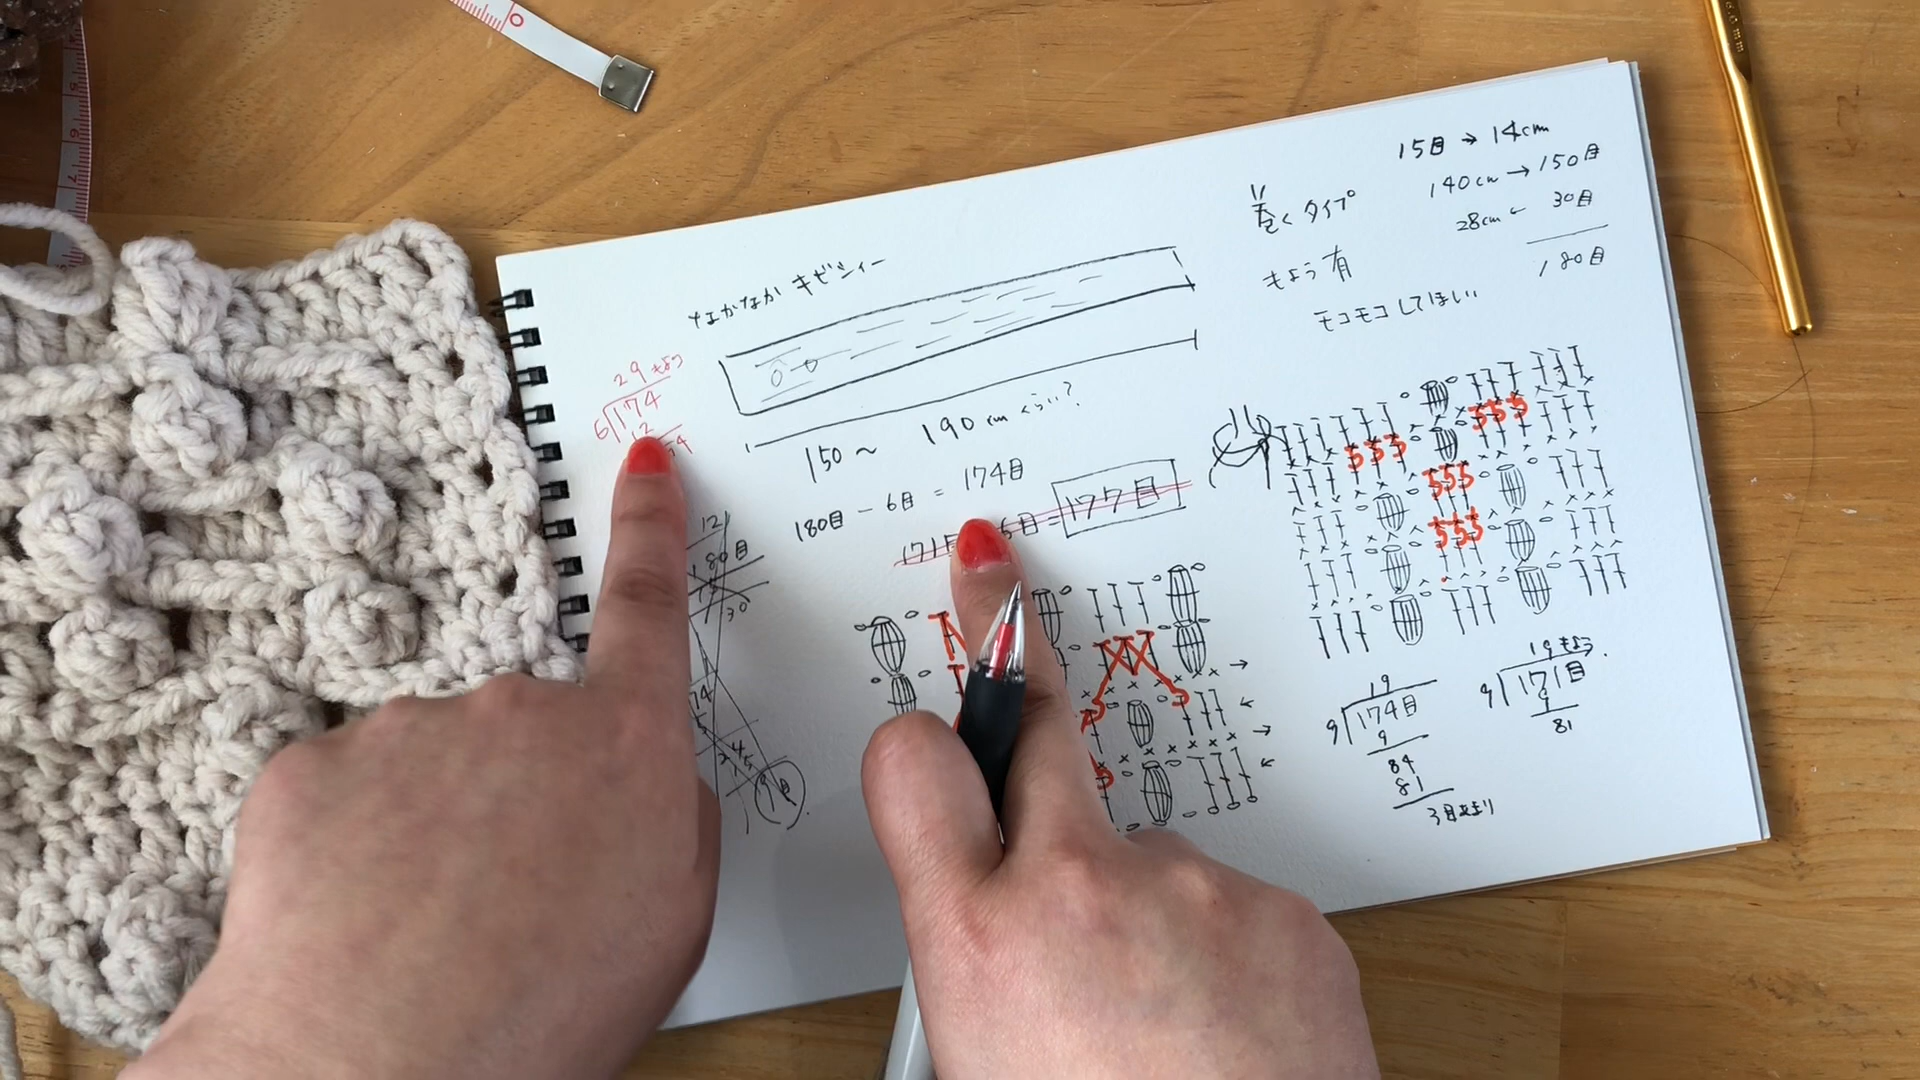 15目→14cm
140cm→150目
28cm← 30目
180目
巻くタイプ
もよう有
モコモコしてほしい
なかなかキビシィー
29もよう
6)174
12
54
150〜190cmくらい?
180目-6目=174目
177目
12
180目
30
19
9)174目
9
84
81
3目あまり
19もよう.
9)171目
9
81